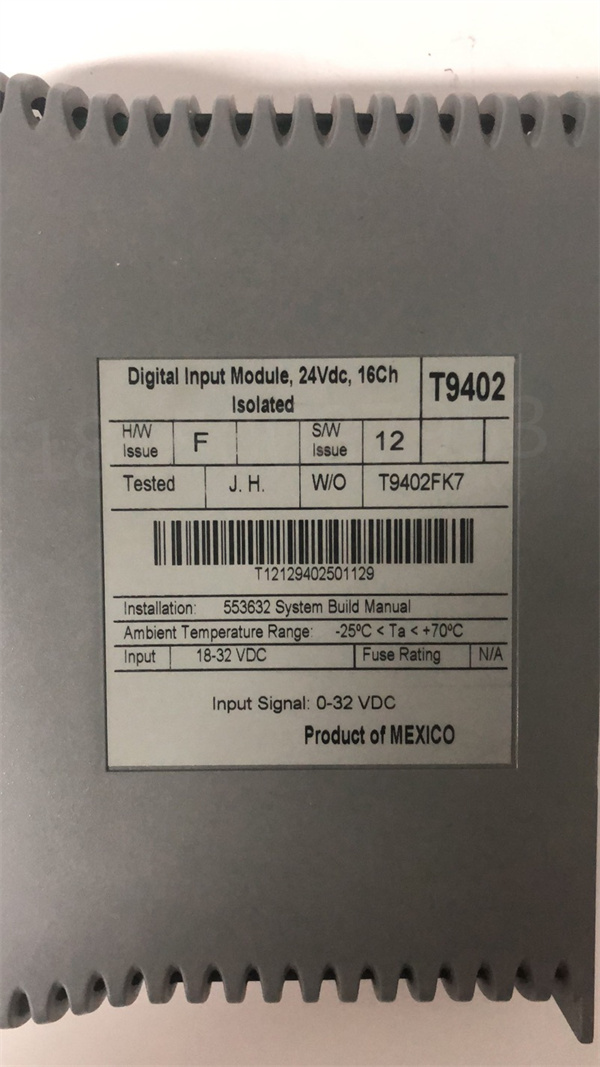 Digital Input Module, 24Vdc, 16Ch
Isolated
T9402
H/W Issue F S/W Issue 12
Tested J. H. W/O T9402FK7
T12129402501129
Installation: 553632 System Build Manual
Ambient Temperature Range: -25ºC < Ta < +70ºC
Input 18-32 VDC Fuse Rating N/A
Input Signal: 0-32 VDC
Product of MEXICO